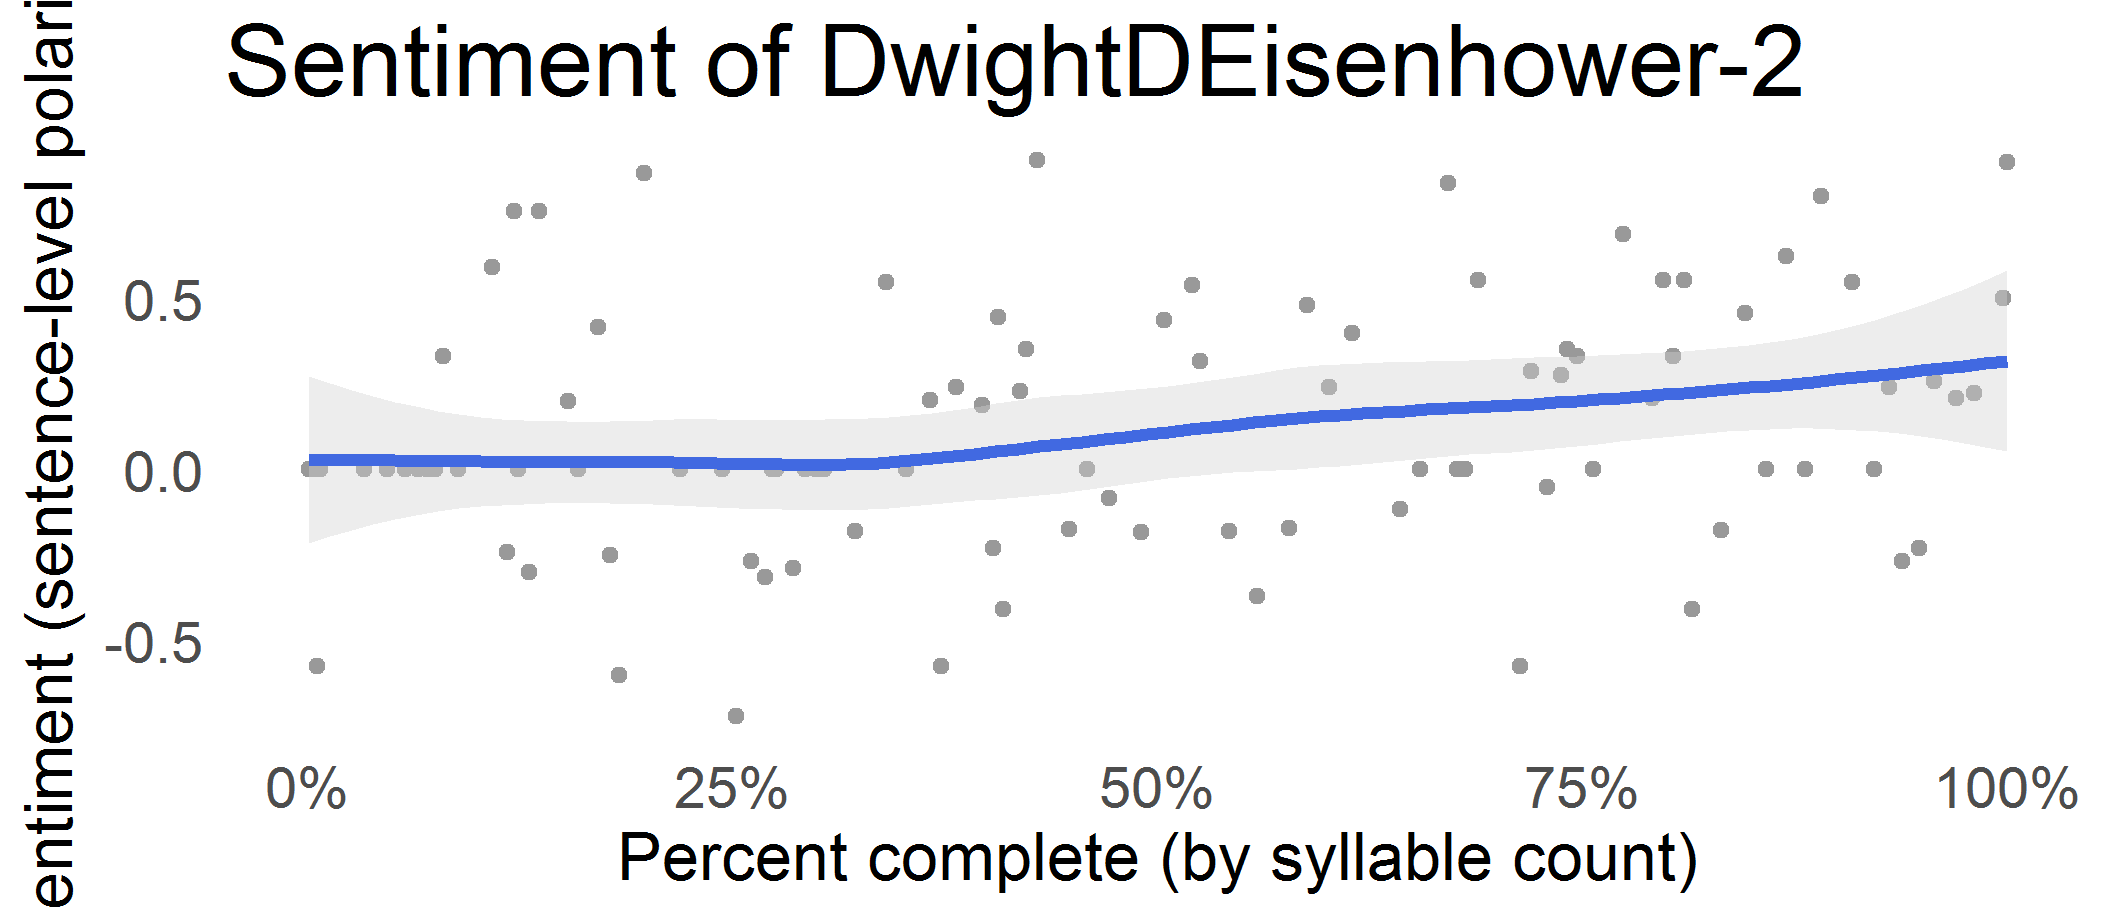 Sentiment of DwightDEisenhower-2
entiment (sentence-level polari
0.5
0.0
-0.5
0% 25% 50% 75% 100%
Percent complete (by syllable count)